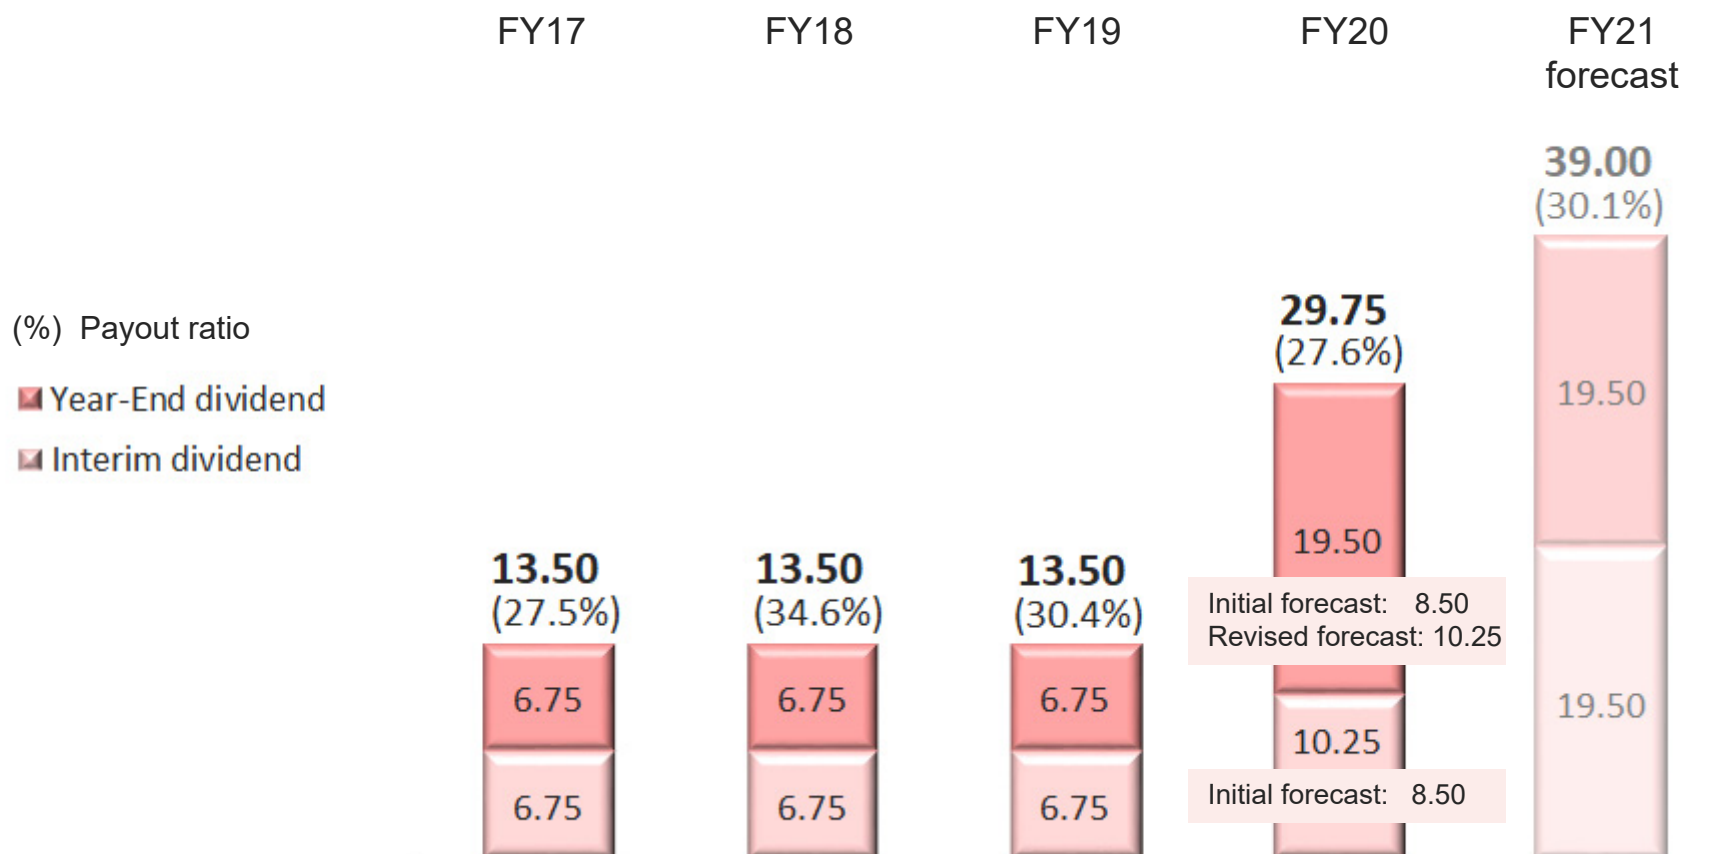 FY17 FY18 FY19 FY20 FY21
forecast
39.00
(30.1%)
29.75
(27.6%)
(%) Payout ratio
Year-End dividend
Interim dividend
19.50
19.50
13.50 13.50 13.50
(27.5%) (34.6%) (30.4%)
Initial forecast: 8.50
Revised forecast: 10.25
6.75 6.75 6.75
19.50
10.25
Initial forecast: 8.50
6.75 6.75 6.75